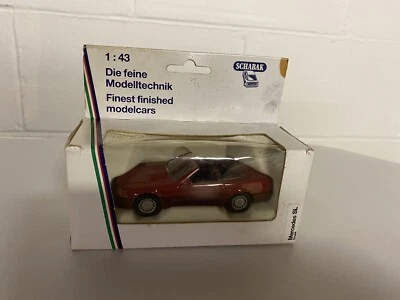 1:43
Die feine
Modelltechnik
Finest finished
modelcars
SCHABAK
Mercedes SL